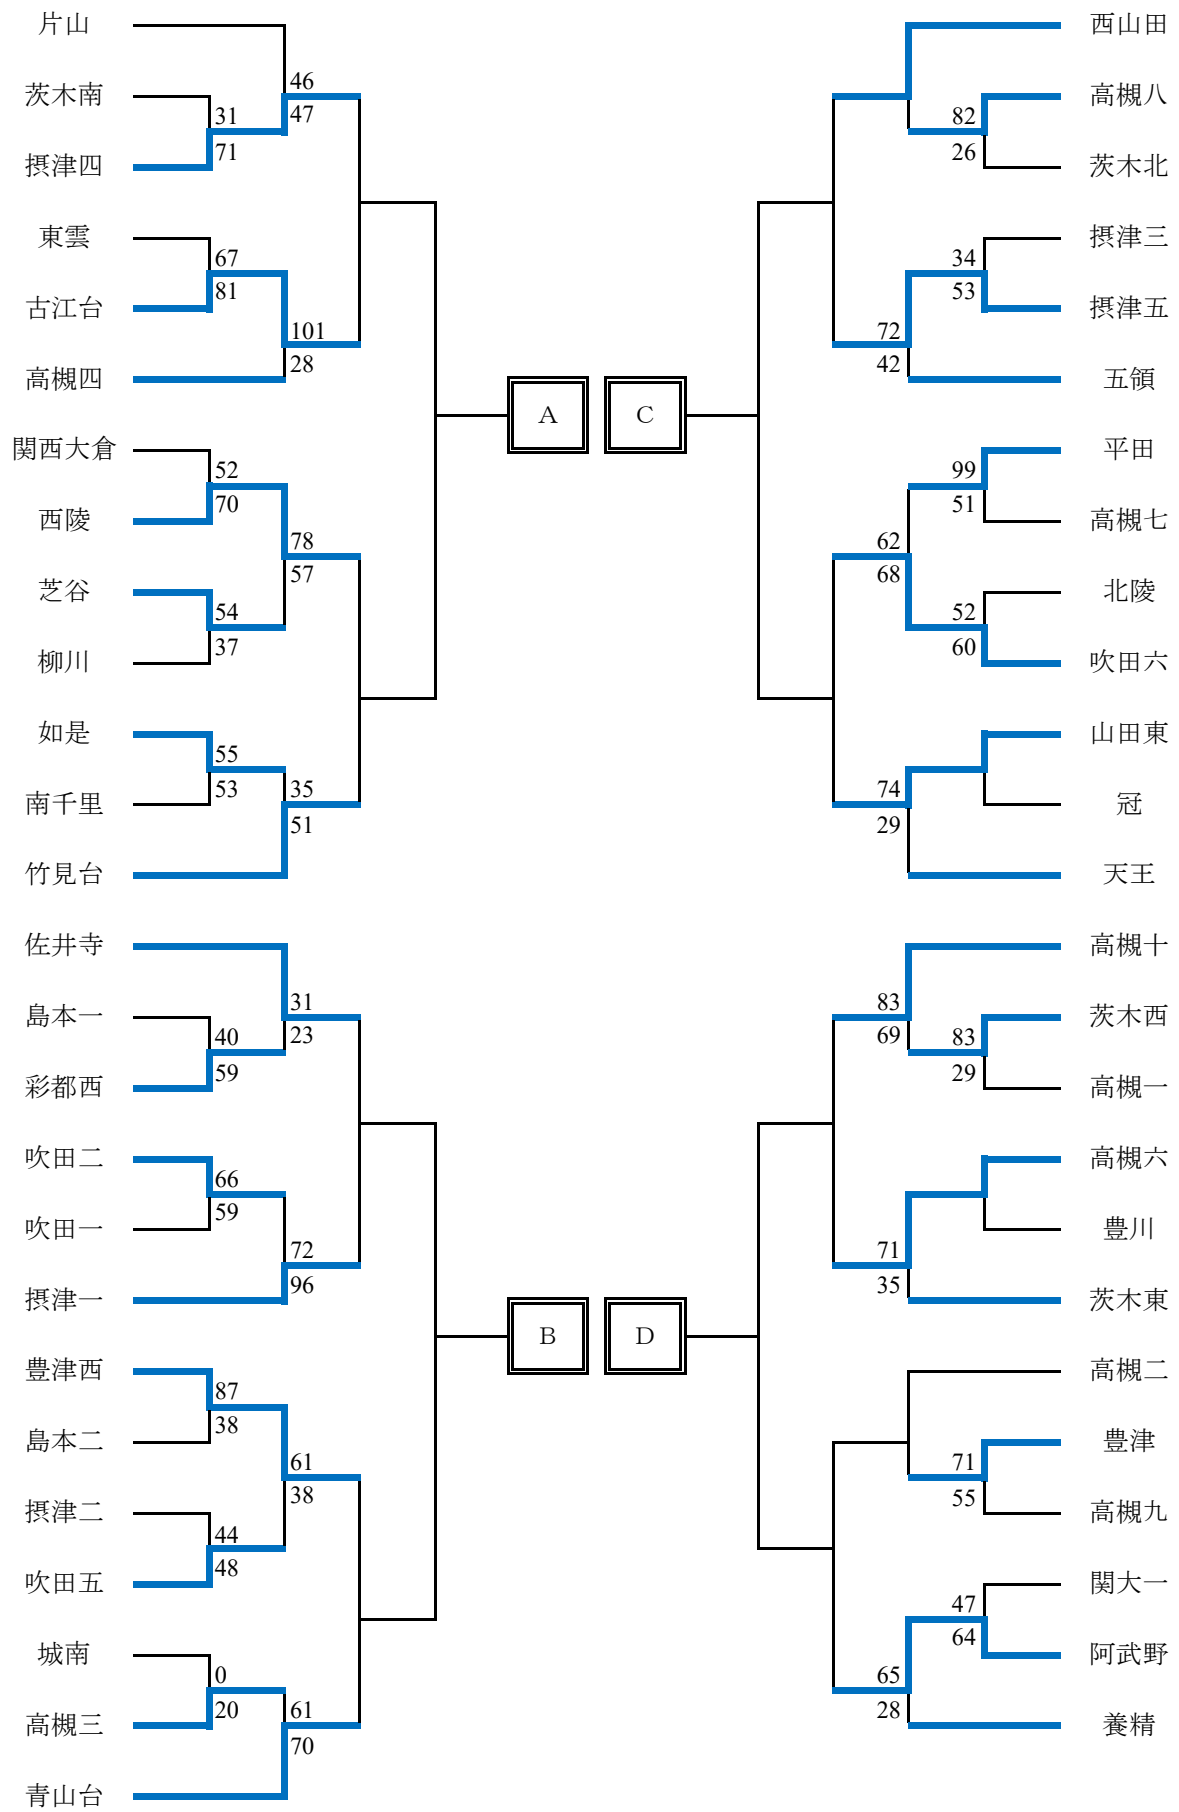 片山
46
茨木南
31
47
摂津四
71
東雲
67
古江台
81
101
高槻四
28
関西大倉
52
西陵
70
78
芝谷
57
54
柳川
37
如是
55
南千里
53
35
51
竹見台
佐井寺
31
島本一
40
23
彩都西
59
吹田二
66
吹田一
59
72
摂津一
96
豊津西
87
島本二
38
61
38
摂津二
44
吹田五
48
城南
0
高槻三
20
61
70
青山台
A
B
C
D
西山田
高槻八
82
26
茨木北
摂津三
34
53
摂津五
72
42
五領
平田
99
51
高槻七
62
68
北陵
52
60
吹田六
山田東
74
冠
29
天王
高槻十
83
茨木西
69
83
29
高槻一
高槻六
豊川
71
35
茨木東
高槻二
豊津
71
55
高槻九
関大一
47
64
阿武野
65
28
養精